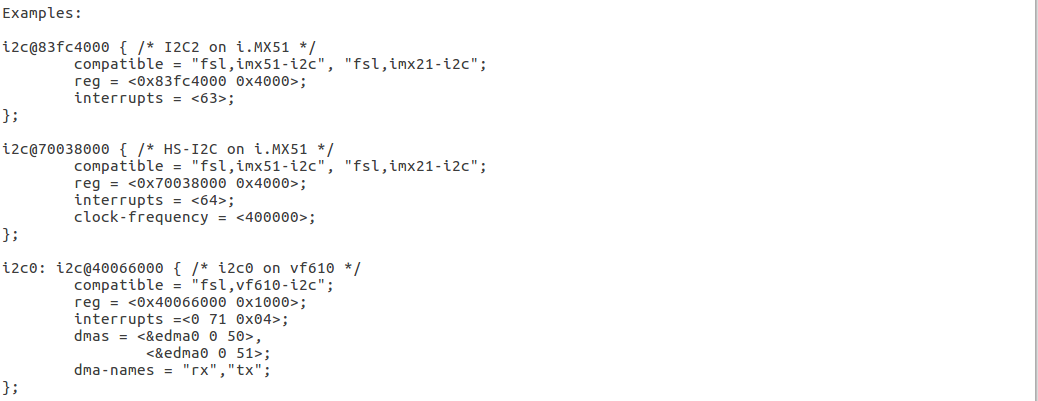 Examples:

i2c@83fc4000 { /* I2C2 on i.MX51 */
        compatible = "fsl,imx51-i2c", "fsl,imx21-i2c";
        reg = <0x83fc4000 0x4000>;
        interrupts = <63>;
};

i2c@70038000 { /* HS-I2C on i.MX51 */
        compatible = "fsl,imx51-i2c", "fsl,imx21-i2c";
        reg = <0x70038000 0x4000>;
        interrupts = <64>;
        clock-frequency = <400000>;
};

i2c0: i2c@40066000 { /* i2c0 on vf610 */
        compatible = "fsl,vf610-i2c";
        reg = <0x40066000 0x1000>;
        interrupts =<0 71 0x04>;
        dmas = <&edma0 0 50>,
                <&edma0 0 51>;
        dma-names = "rx","tx";
};